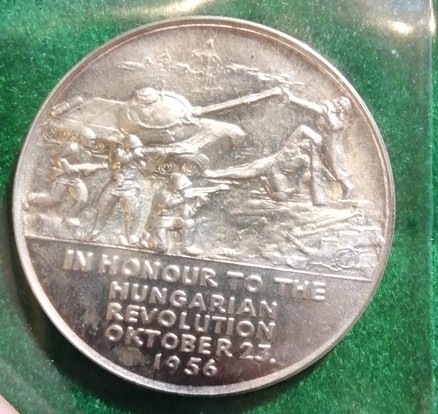 IN HONOUR TO THE
HUNGARIAN
REVOLUTION
OKTOBER 23.
1956